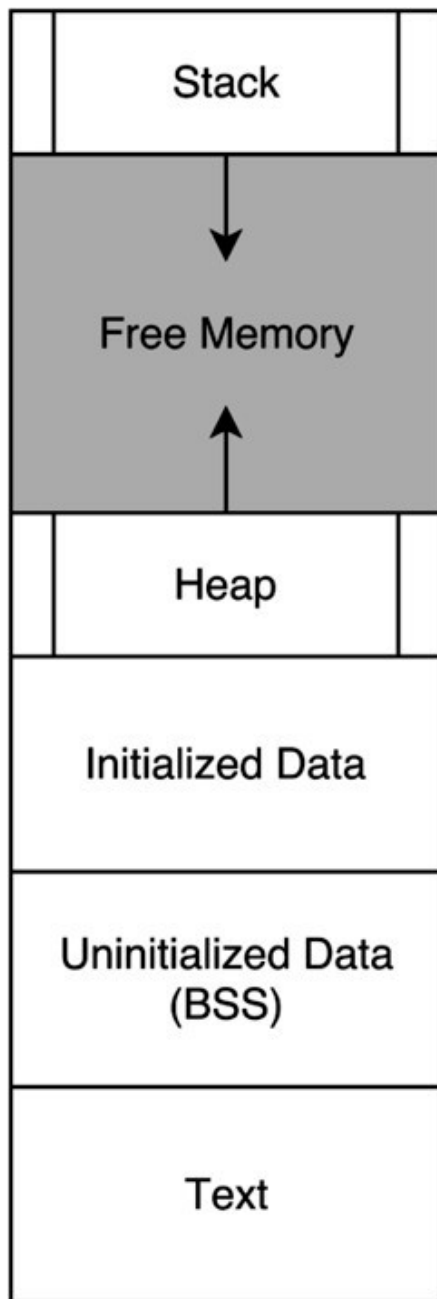 Stack
Free Memory
Heap
Initialized Data
Uninitialized Data
(BSS)
Text